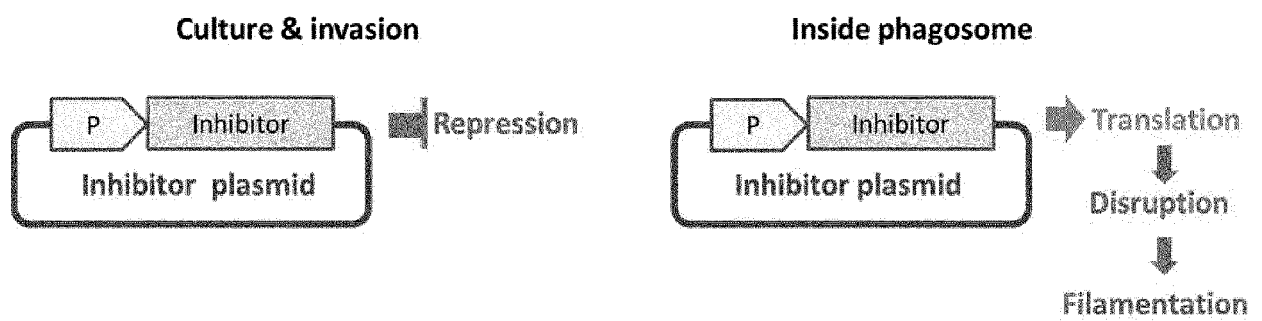 Culture & invasion
P
Inhibitor
Repression
Inhibitor plasmid
Inside phagosome
P
Inhibitor
Translation
Inhibitor plasmid
Disruption
Filamentation